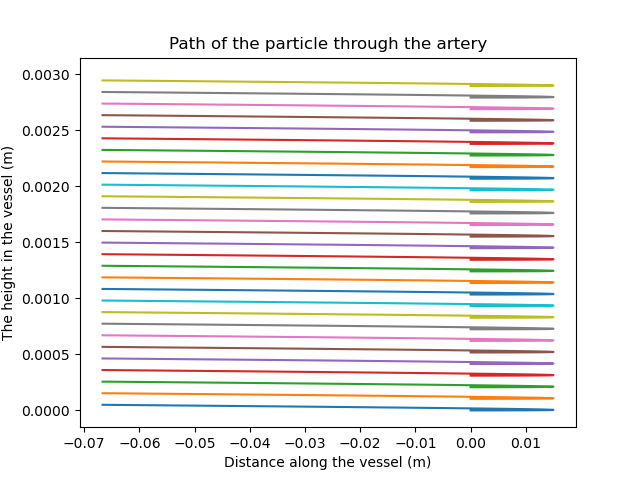 Path of the particle through the artery
The height in the vessel (m)
0.0030
0.0025
0.0020
0.0015
0.0010
0.0005
0.0000
−0.07 −0.06 −0.05 −0.04 −0.03 −0.02 −0.01 0.00 0.01
Distance along the vessel (m)